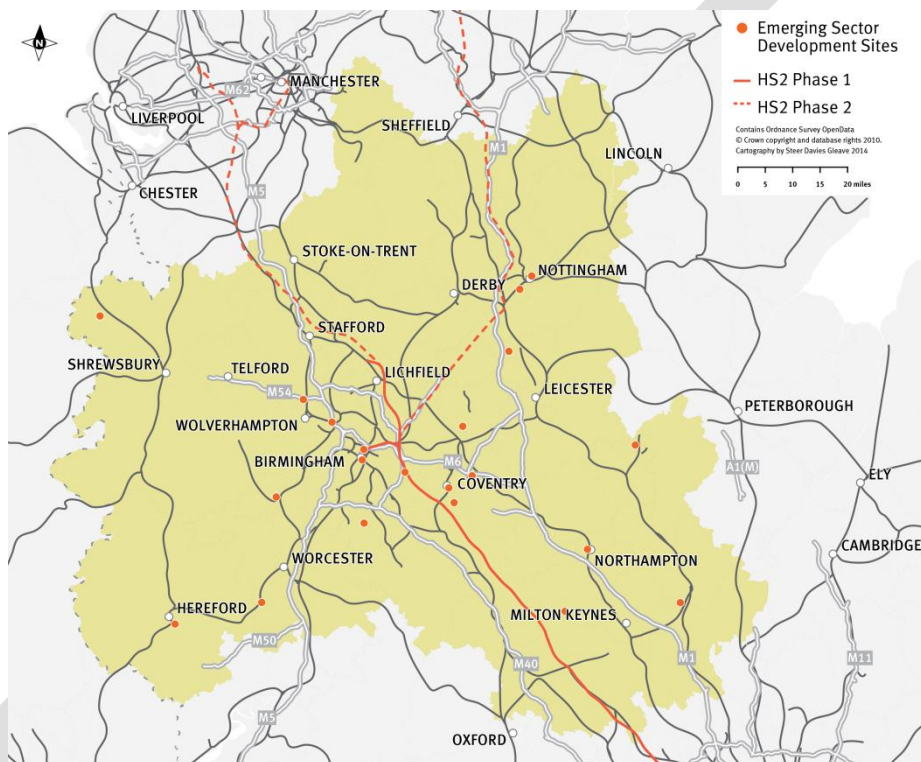 N
Emerging Sector
Development Sites
HS2 Phase 1
HS2 Phase 2
Contains Ordnance Survey OpenData
© Crown copyright and database rights 2010.
Cartography by Steer Davies Gleave 2014
0 5 10 15 20 miles
MANCHESTER
M62
LIVERPOOL
SHEFFIELD
M1
LINCOLN
CHESTER
M5
STOKE-ON-TRENT
NOTTINGHAM
DERBY
STAFFORD
SHREWSBURY
TELFORD
LICHFIELD
M54
LEICESTER
WOLVERHAMPTON
PETERBOROUGH
BIRMINGHAM
M6
A1(M)
ELY
COVENTRY
CAMBRIDGE
WORCESTER
NORTHAMPTON
HEREFORD
MILTON KEYNES
M50
M40
M1
M11
M5
OXFORD